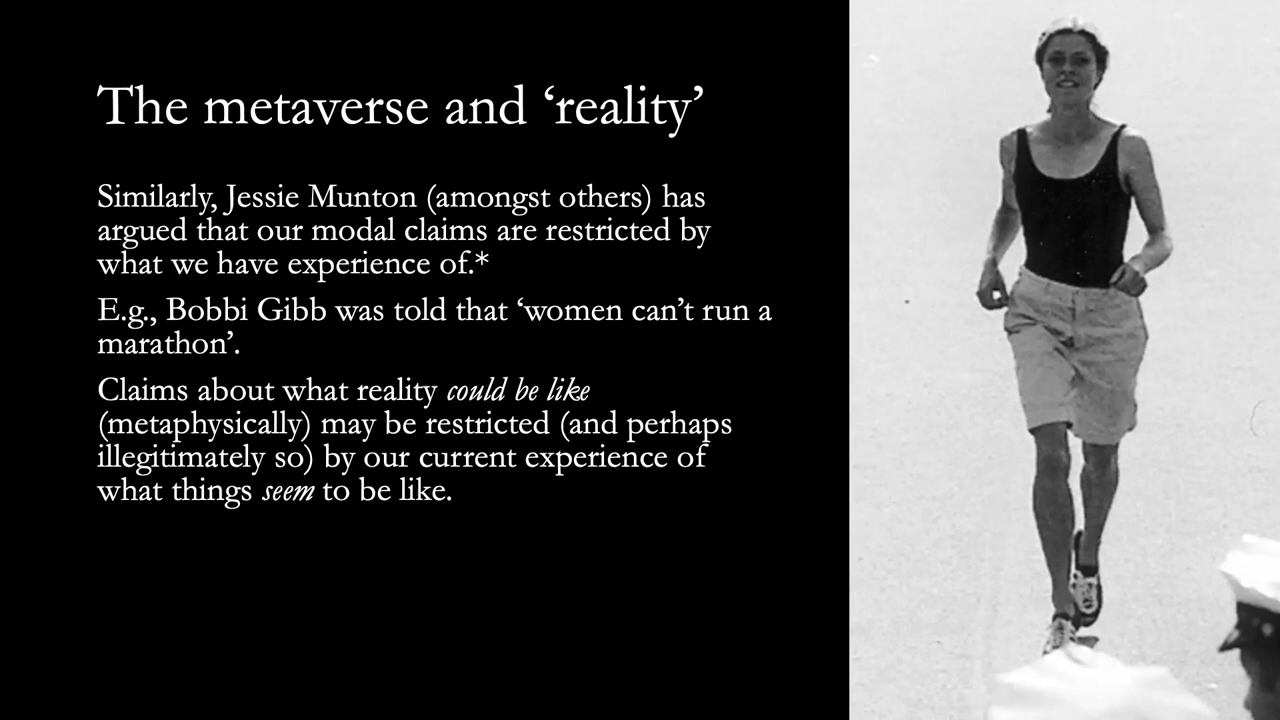 The metaverse and ‘reality’
Similarly, Jessie Munton (amongst others) has
argued that our modal claims are restricted by
what we have experience of.*
E.g., Bobbi Gibb was told that ‘women can’t run a
marathon’.
Claims about what reality could be like
(metaphysically) may be restricted (and perhaps
illegitimately so) by our current experience of
what things seem to be like.